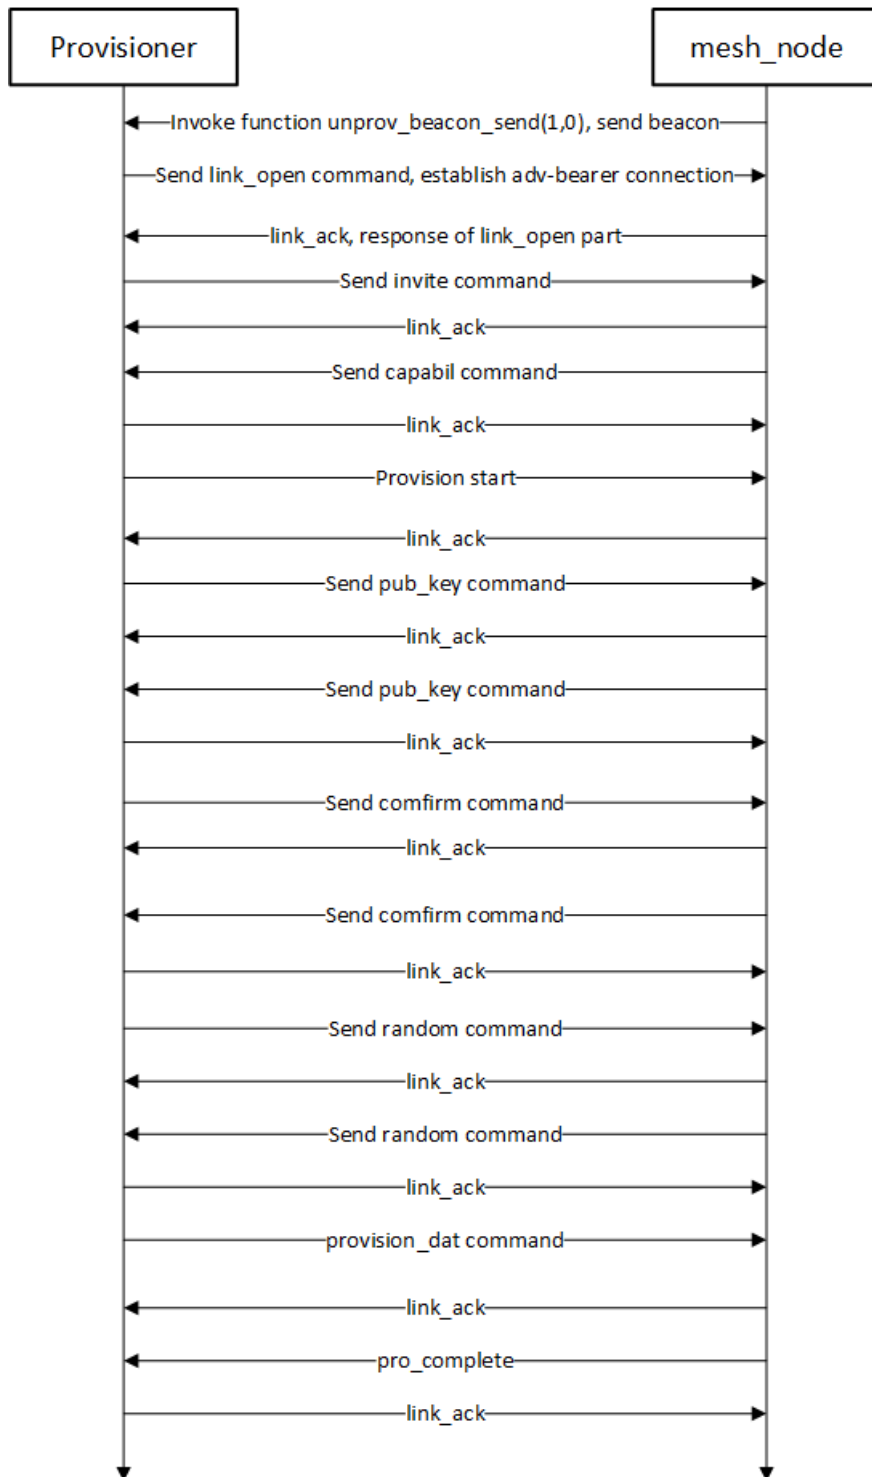 Provisioner
mesh_node
Invoke function unprov_beacon_send(1,0), send beacon
Send link_open command, establish adv-bearer connection
link_ack, response of link_open part
Send invite command
link_ack
Send capabil command
link_ack
Provision start
link_ack
Send pub_key command
link_ack
Send pub_key command
link_ack
Send comfirm command
link_ack
Send comfirm command
link_ack
Send random command
link_ack
Send random command
link_ack
provision_dat command
link_ack
pro_complete
link_ack